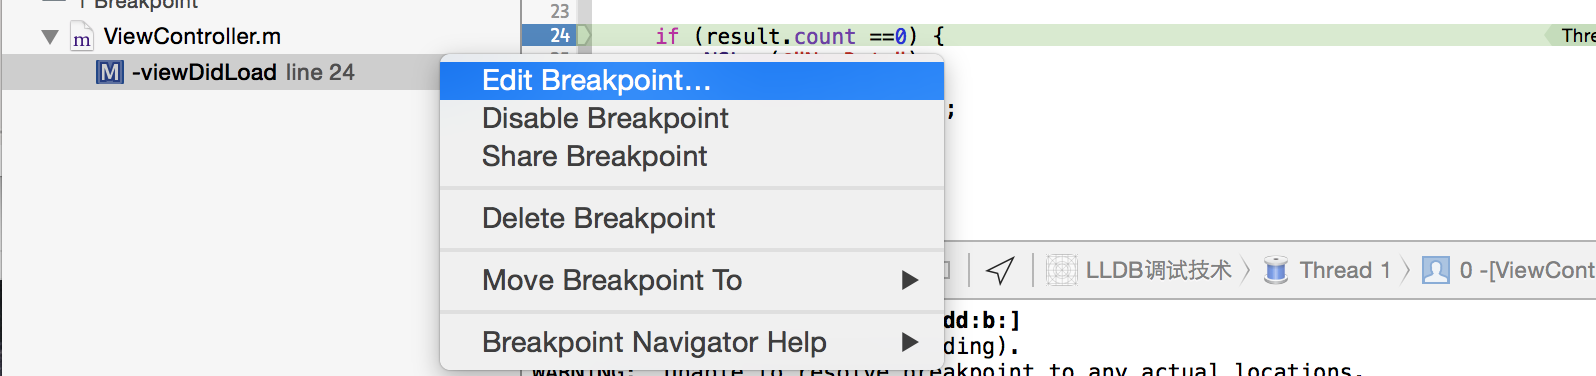 1 Breakpoint
ViewController.m
-viewDidLoad line 24
23
24 if (result.count ==0) {
Thre
Edit Breakpoint...
Disable Breakpoint
Share Breakpoint
Delete Breakpoint
Move Breakpoint To
Breakpoint Navigator Help
;
LLDB调试技术 Thread 1 0 -[ViewCont
dd:b:]
ding).
WARNING: Unable to resolve breakpoint to any actual locations.